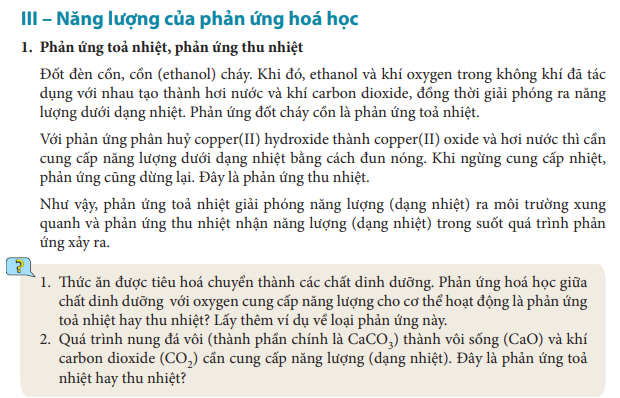 III – Năng lượng của phản ứng hoá học
1. Phản ứng toả nhiệt, phản ứng thu nhiệt
Đốt đèn cồn, cồn (ethanol) cháy. Khi đó, ethanol và khí oxygen trong không khí đã tác
dụng với nhau tạo thành hơi nước và khí carbon dioxide, đồng thời giải phóng ra năng
lượng dưới dạng nhiệt. Phản ứng đốt cháy cồn là phản ứng toả nhiệt.
Với phản ứng phân huỷ copper(II) hydroxide thành copper(II) oxide và hơi nước thì cần
cung cấp năng lượng dưới dạng nhiệt bằng cách đun nóng. Khi ngừng cung cấp nhiệt,
phản ứng cũng dừng lại. Đây là phản ứng thu nhiệt.
Như vậy, phản ứng toả nhiệt giải phóng năng lượng (dạng nhiệt) ra môi trường xung
quanh và phản ứng thu nhiệt nhận năng lượng (dạng nhiệt) trong suốt quá trình phản
ứng xảy ra.
?
1. Thức ăn được tiêu hoá chuyển thành các chất dinh dưỡng. Phản ứng hoá học giữa
chất dinh dưỡng với oxygen cung cấp năng lượng cho cơ thể hoạt động là phản ứng
toả nhiệt hay thu nhiệt? Lấy thêm ví dụ về loại phản ứng này.
2. Quá trình nung đá vôi (thành phần chính là CaCO₃) thành vôi sống (CaO) và khí
carbon dioxide (CO₂) cần cung cấp năng lượng (dạng nhiệt). Đây là phản ứng toả
nhiệt hay thu nhiệt?